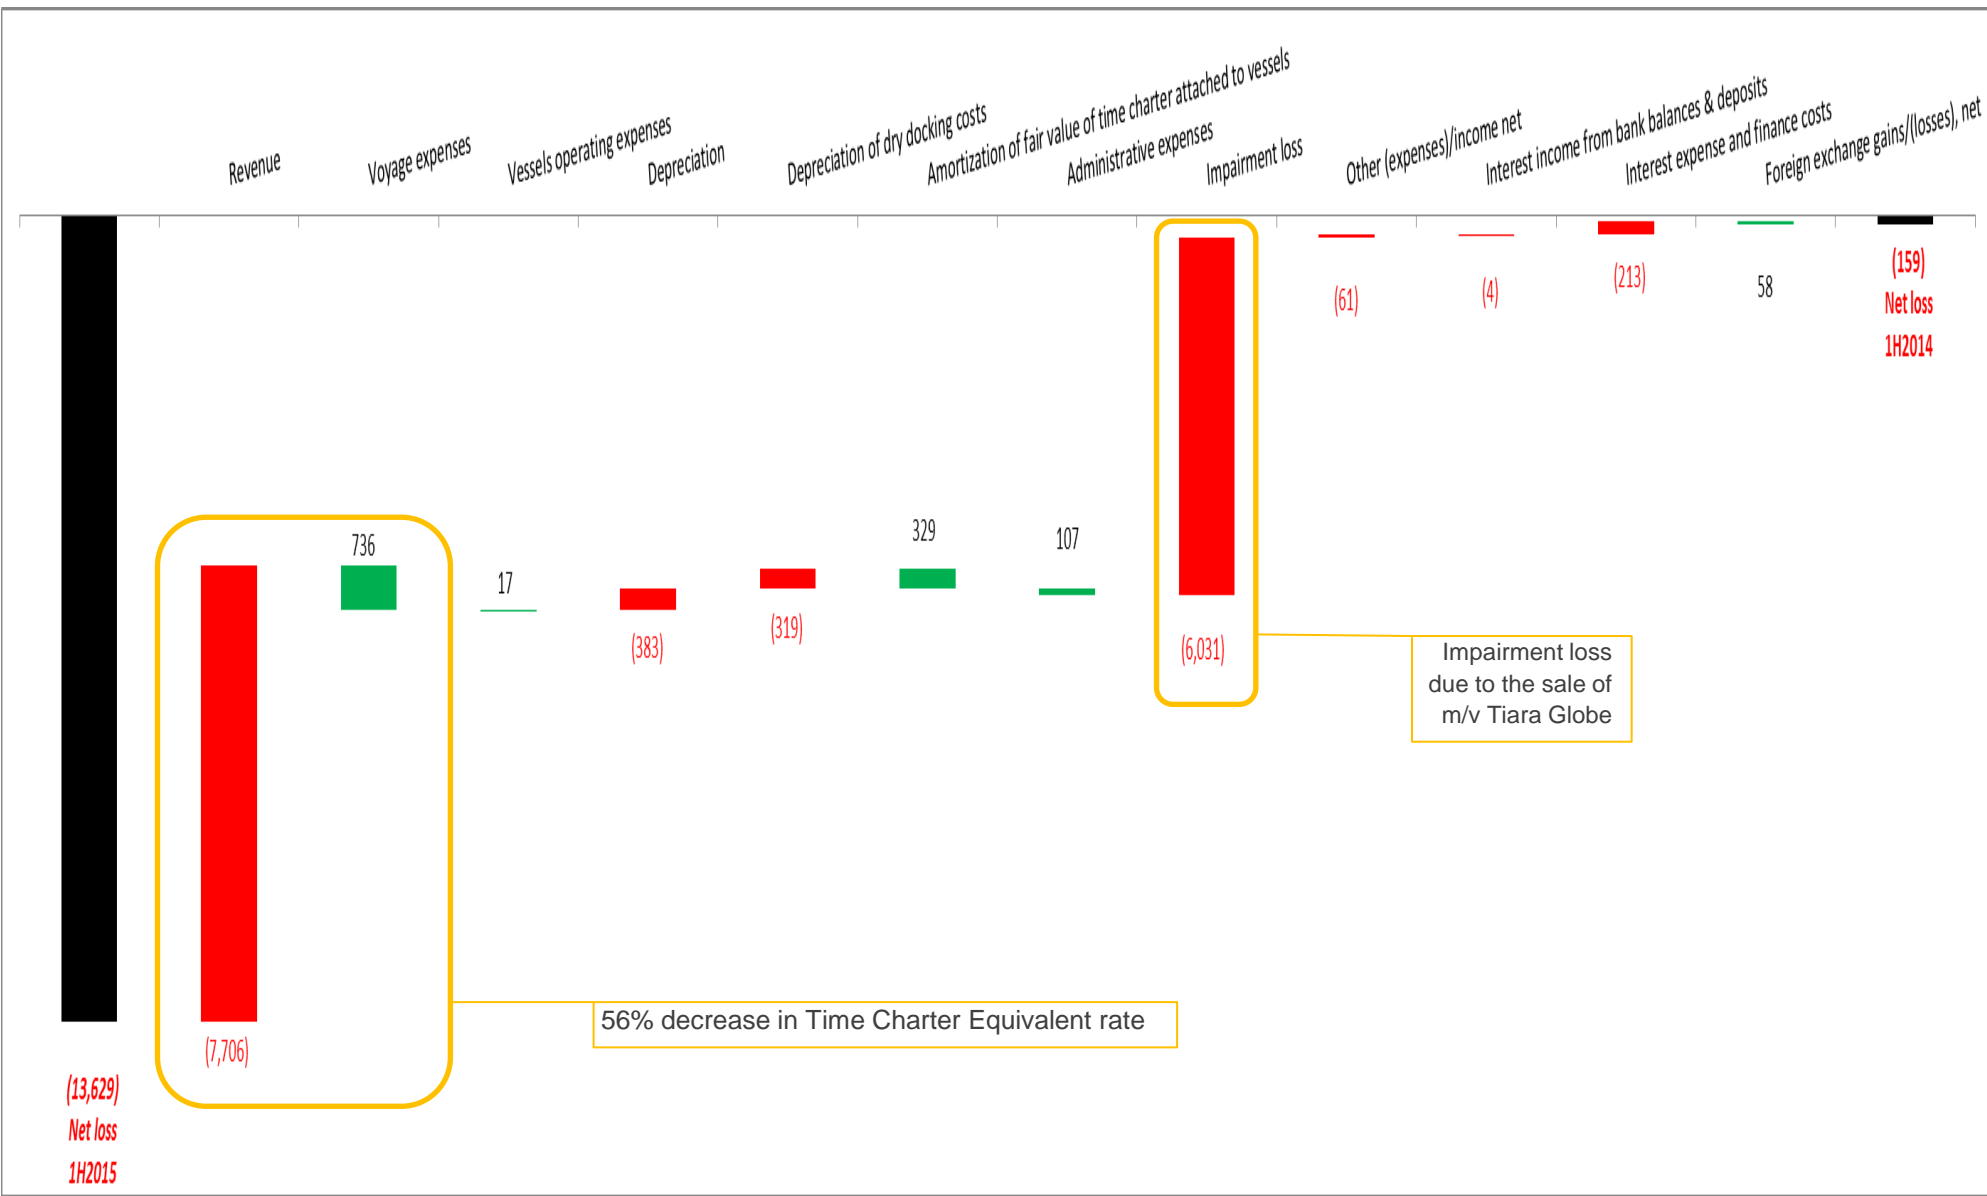 Revenue
Voyage expenses
Vessels operating expenses
Depreciation
Depreciation of dry docking costs
Amortization of fair value of time charter attached to vessels
Administrative expenses
Impairment loss
Other (expenses)/income net
Interest income from bank balances & deposits
Interest expense and finance costs
Foreign exchange gains/(losses), net
(61)
(4)
(213)
58
(159)
Net loss
1H2014
736
17
(383)
(319)
329
107
(6,031)
Impairment loss
due to the sale of
m/v Tiara Globe
56% decrease in Time Charter Equivalent rate
(7,706)
(13,629)
Net loss
1H2015